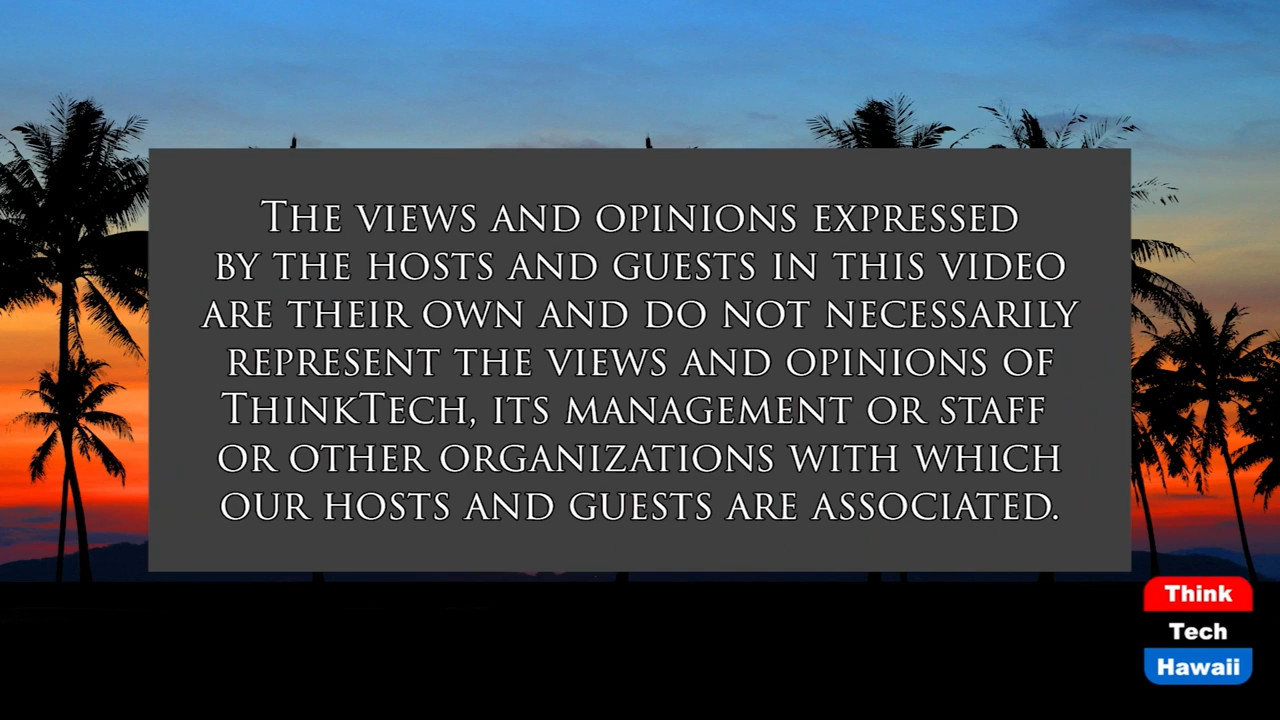 The views and opinions expressed
by the hosts and guests in this video
are their own and do not necessarily
represent the views and opinions of
ThinkTech, its management or staff
or other organizations with which
our hosts and guests are associated.
Think
Tech
Hawaii